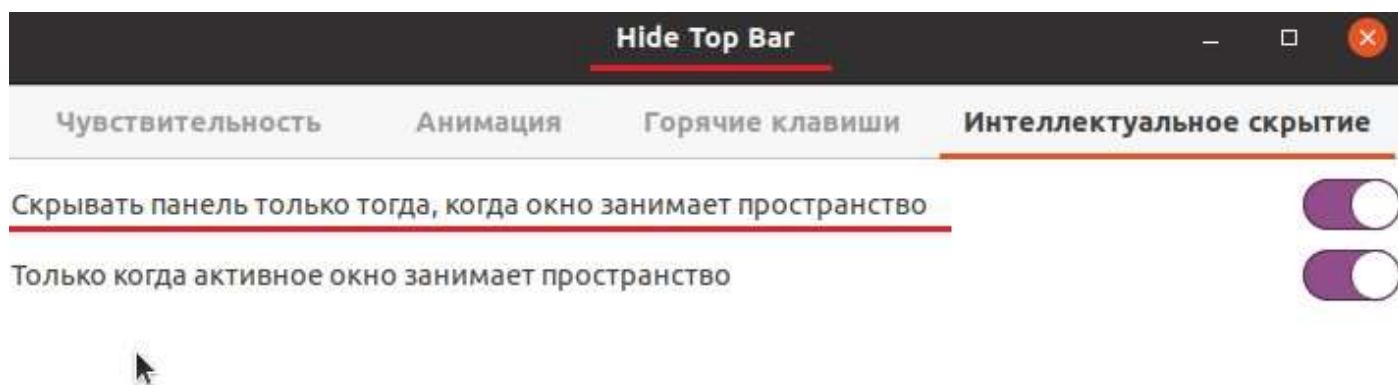 Hide Top Bar
Чувствительность Анимация Горячие клавиши Интеллектуальное скрытие
Скрывать панель только тогда, когда окно занимает пространство
Только когда активное окно занимает пространство